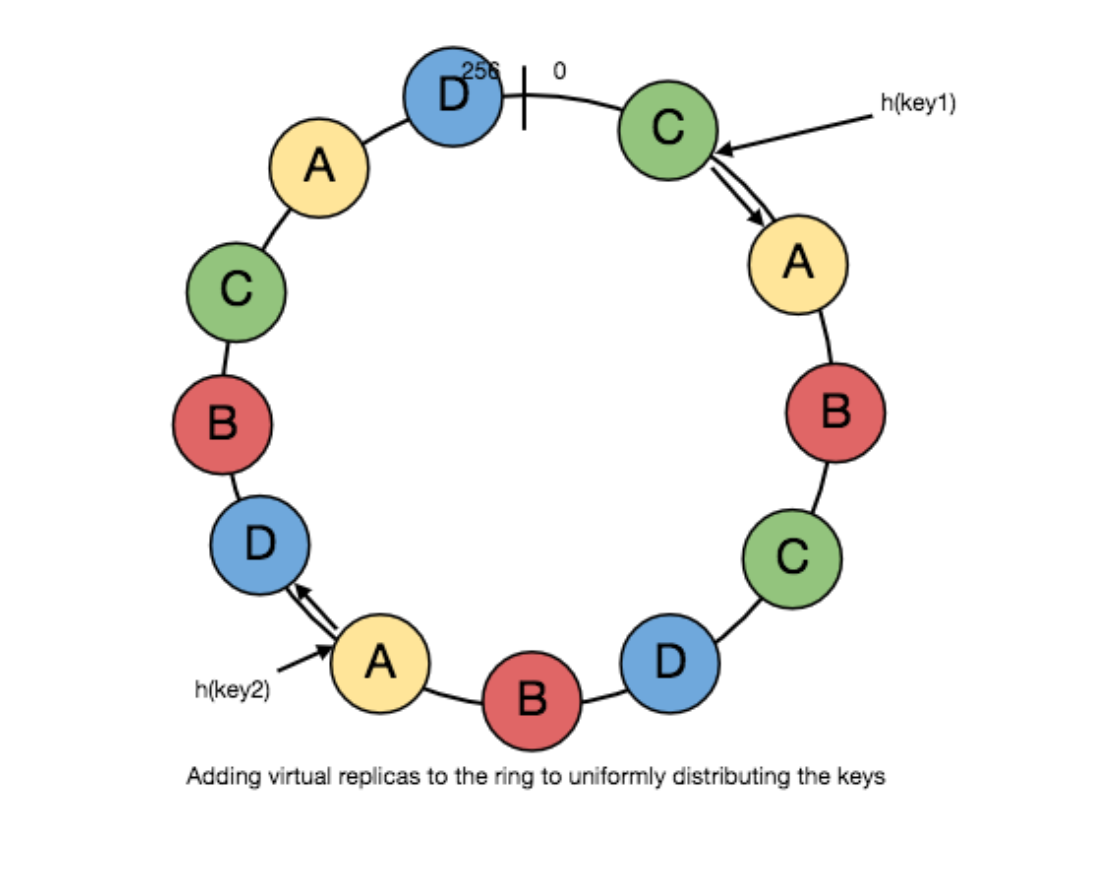 256
0
D
C
h(key1)
A
A
C
B
B
D
C
A
B
D
h(key2)
Adding virtual replicas to the ring to uniformly distributing the keys